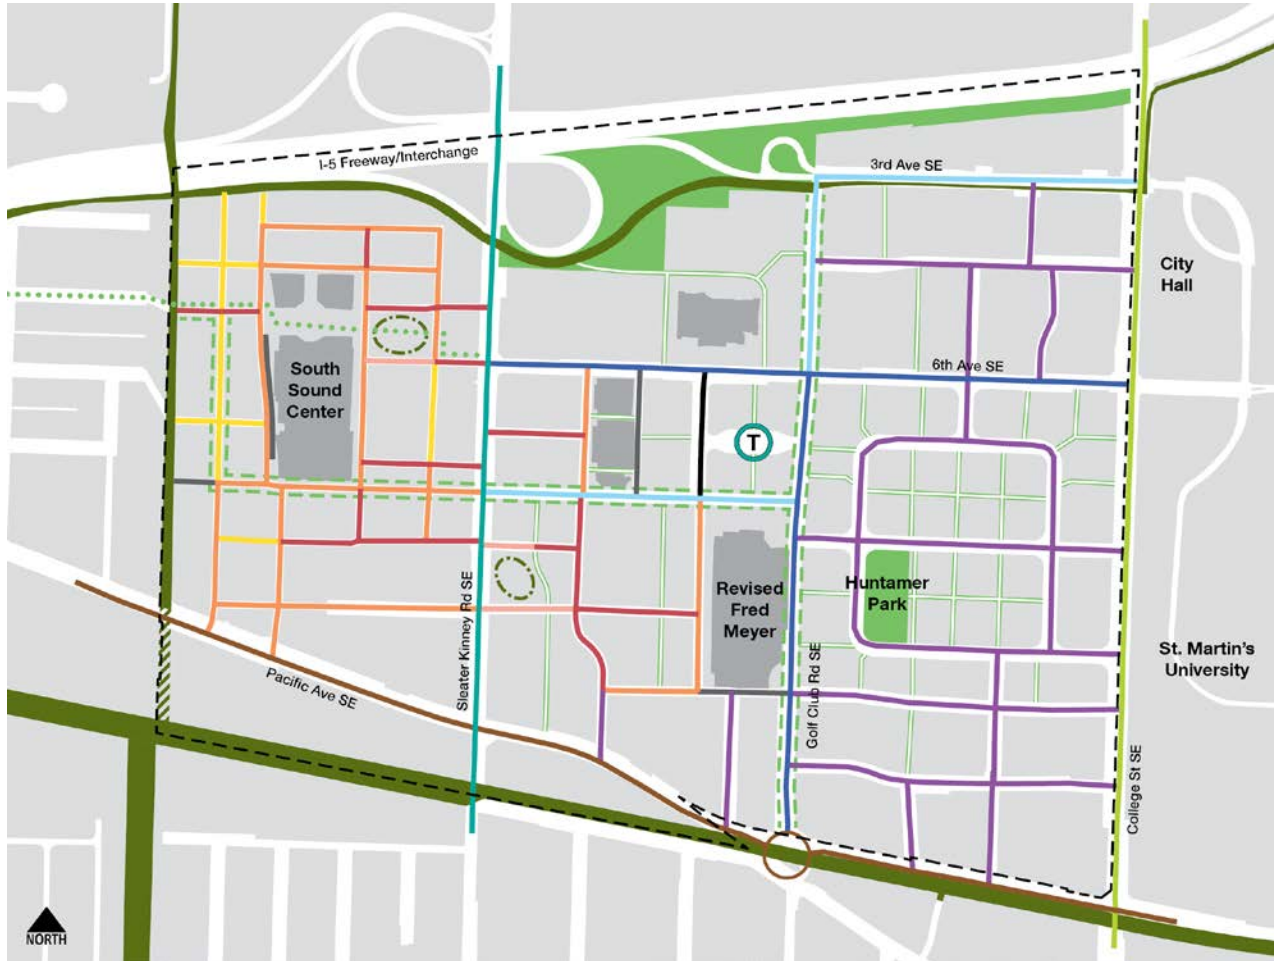 I-5 Freeway/Interchange
3rd Ave SE
City
Hall
6th Ave SE
South
Sound
Center
T
Revised
Fred
Meyer
Huntamer
Park
Sleater Kinney Rd SE
Golf Club Rd SE
St. Martin's
University
Pacific Ave SE
College St SE
NORTH